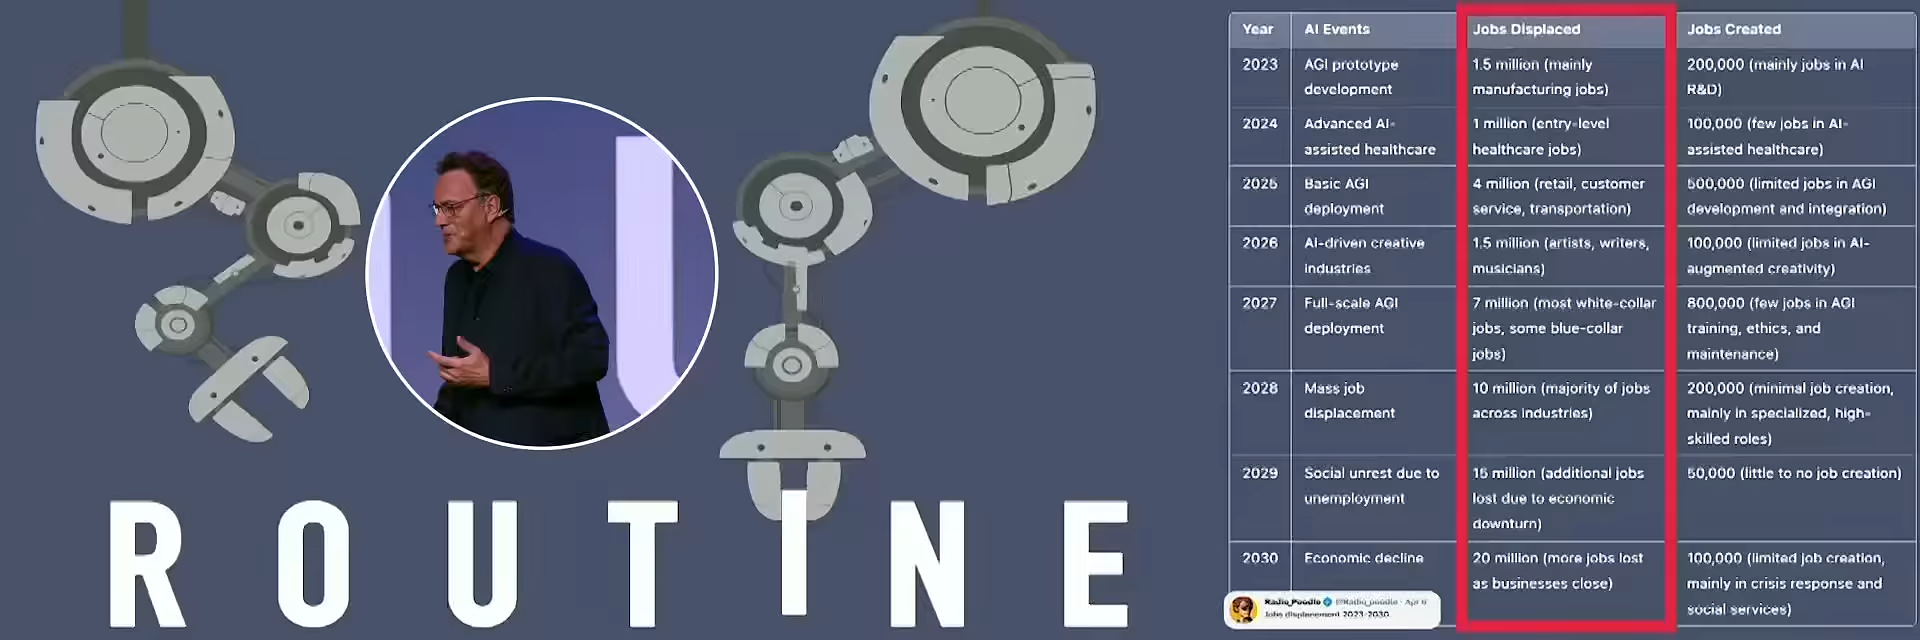 ROUTINE
Year AI Events Jobs Displaced Jobs Created
2023 AGI prototype 1.5 million (mainly 200,000 (mainly jobs in AI
development manufacturing jobs) R&D)
2024 Advanced AI- 1 million (entry-level 100,000 (few jobs in AI-
assisted healthcare healthcare jobs) assisted healthcare)
2025 Basic AGI 4 million (retail, customer 500,000 (limited jobs in AGI
deployment service, transportation) development and integration)
2026 AI-driven creative 1.5 million (artists, writers, 100,000 (limited jobs in AI-
industries musicians) augmented creativity)
2027 Full-scale AGI 7 million (most white-collar 800,000 (few jobs in AGI
deployment jobs, some blue-collar training, ethics, and
jobs) maintenance)
2028 Mass job 10 million (majority of jobs 200,000 (minimal job creation,
displacement across industries) mainly in specialized, high-
skilled roles)
2029 Social unrest due to 15 million (additional jobs 50,000 (little to no job creation)
unemployment lost due to economic
downturn)
2030 Economic decline 20 million (more jobs lost 100,000 (limited job creation,
as businesses close) mainly in crisis response and
social services)
Radio_Poodle @Radio_poodle · Apr 6
Jobs displacement 2023-2030